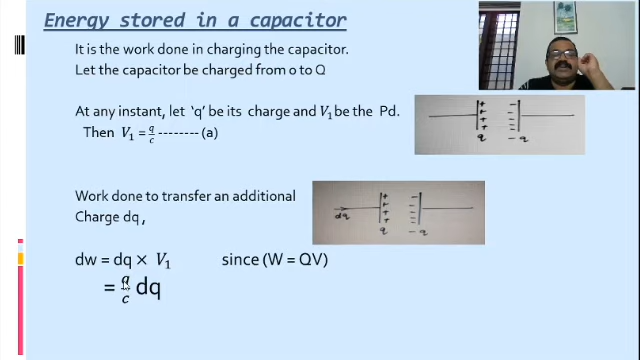 Energy stored in a capacitor
It is the work done in charging the capacitor.
Let the capacitor be charged from 0 to Q
At any instant, let ‘q’ be its charge and V₁ be the Pd.
Then V₁ = q/c -------- (a)
+ −
+ −
+ −
+ −
q − q
Work done to transfer an additional
Charge dq,
+ −
+ −
+ −
+ −
dq q − q
dw = dq × V₁ since (W = QV)
= q/c dq